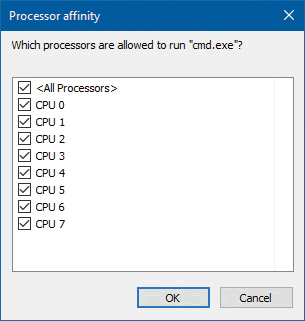 Processor affinity
Which processors are allowed to run "cmd.exe"?
<All Processors>
CPU 0
CPU 1
CPU 2
CPU 3
CPU 4
CPU 5
CPU 6
CPU 7
OK
Cancel